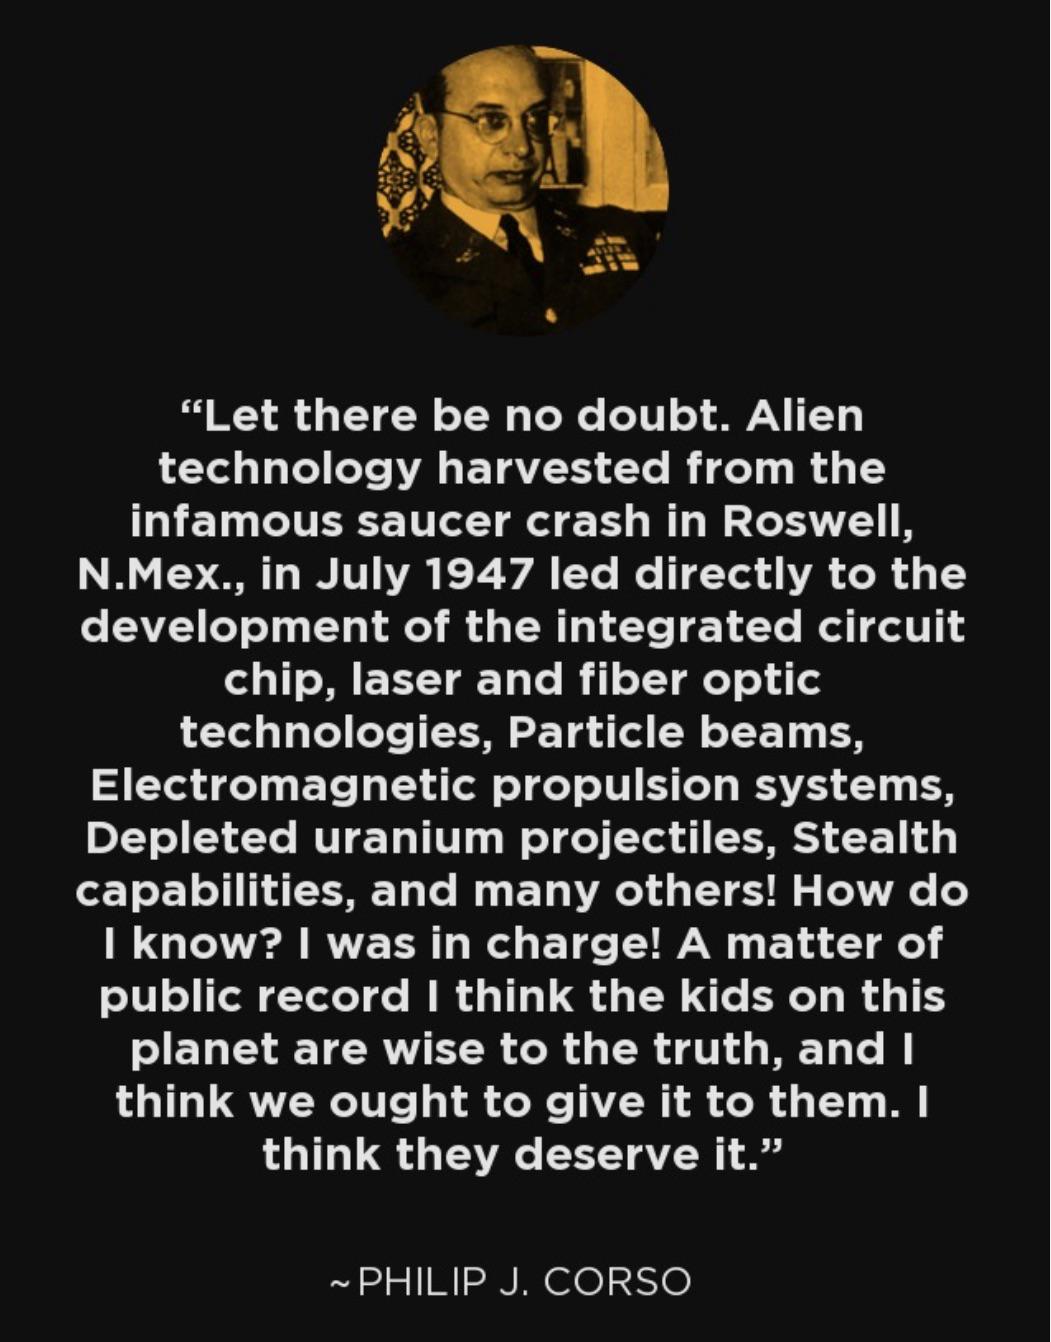 “Let there be no doubt. Alien
technology harvested from the
infamous saucer crash in Roswell,
N.Mex., in July 1947 led directly to the
development of the integrated circuit
chip, laser and fiber optic
technologies, Particle beams,
Electromagnetic propulsion systems,
Depleted uranium projectiles, Stealth
capabilities, and many others! How do
I know? I was in charge! A matter of
public record I think the kids on this
planet are wise to the truth, and I
think we ought to give it to them. I
think they deserve it.”
~PHILIP J. CORSO